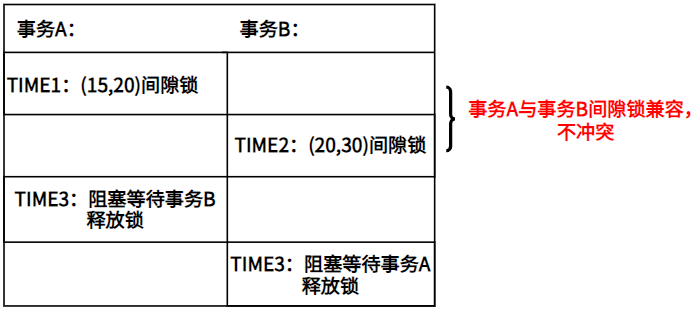 事务A：
事务B：
TIME1：(15,20)间隙锁
TIME2：(20,30)间隙锁
事务A与事务B间隙锁兼容，
不冲突
TIME3：阻塞等待事务B
释放锁
TIME3：阻塞等待事务A
释放锁